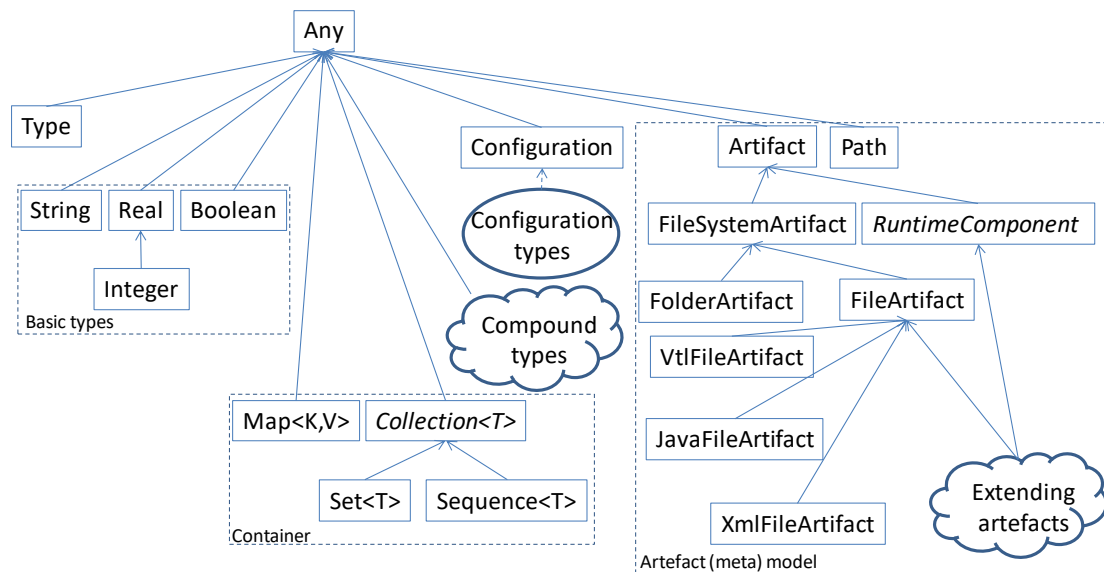 Any
Type
Configuration
Artifact
Path
String
Real
Boolean
Configuration
types
FileSystemArtifact
RuntimeComponent
Integer
Basic types
FolderArtifact
FileArtifact
Compound
types
VtlFileArtifact
Map<K,V>
Collection<T>
JavaFileArtifact
Set<T>
Sequence<T>
Extending
artefacts
XmlFileArtifact
Container
Artefact (meta) model